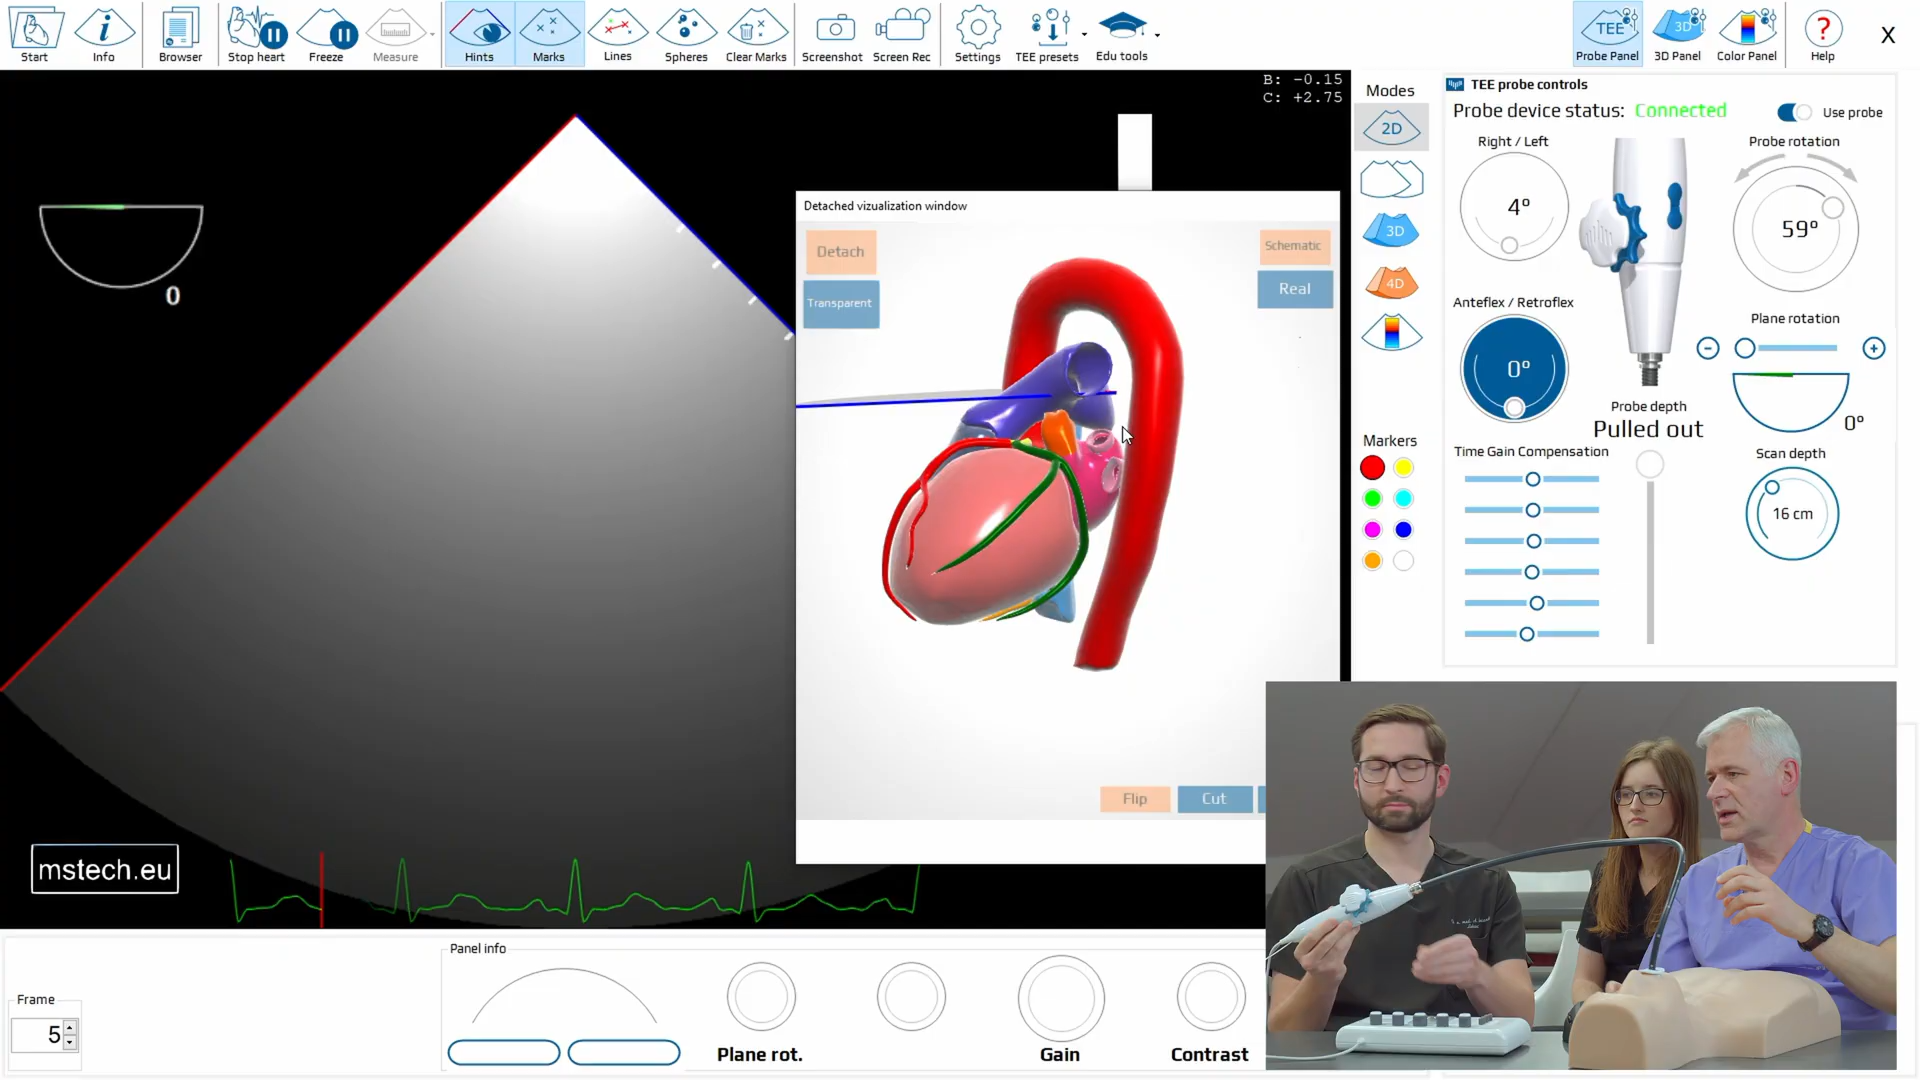 Start
Info
Browser
Stop heart
Freeze
Measure
Hints
Marks
Lines
Spheres
Clear Marks
Screenshot
Screen Rec
Settings
TEE presets
Edu tools
TEE
Probe Panel
3D
3D Panel
Color Panel
?
Help
X
B: -0.15
C: +2.75
0
Detached vizualization window
Detach
Transparent
Schematic
Real
Flip
Cut
mstech.eu
Modes
2D
3D
4D
Markers
TEE probe controls
Probe device status: Connected
Use probe
Right / Left
4°
Probe rotation
59°
Anteflex / Retroflex
0°
Plane rotation
0°
Probe depth
Pulled out
Time Gain Compensation
Scan depth
16 cm
Frame
5
Panel info
Plane rot.
Gain
Contrast